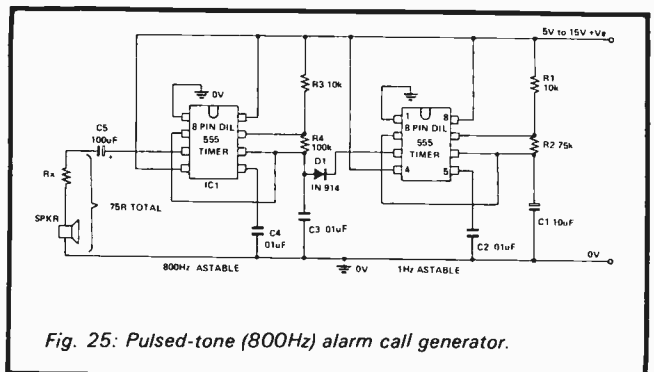 5V to 15V +Ve
R3 10k
R1
10k
0V
C5
100uF
+
8 PIN DIL
555
TIMER
IC1
R4
100k
D1
IN 914
1
8
8 PIN DIL
555
TIMER
4
5
R2 75k
Rx
75R TOTAL
SPKR
C4
.01uF
C3 .01uF
C2 .01uF
C1 10uF
0V
800Hz ASTABLE
0V
1Hz ASTABLE
Fig. 25: Pulsed-tone (800Hz) alarm call generator.